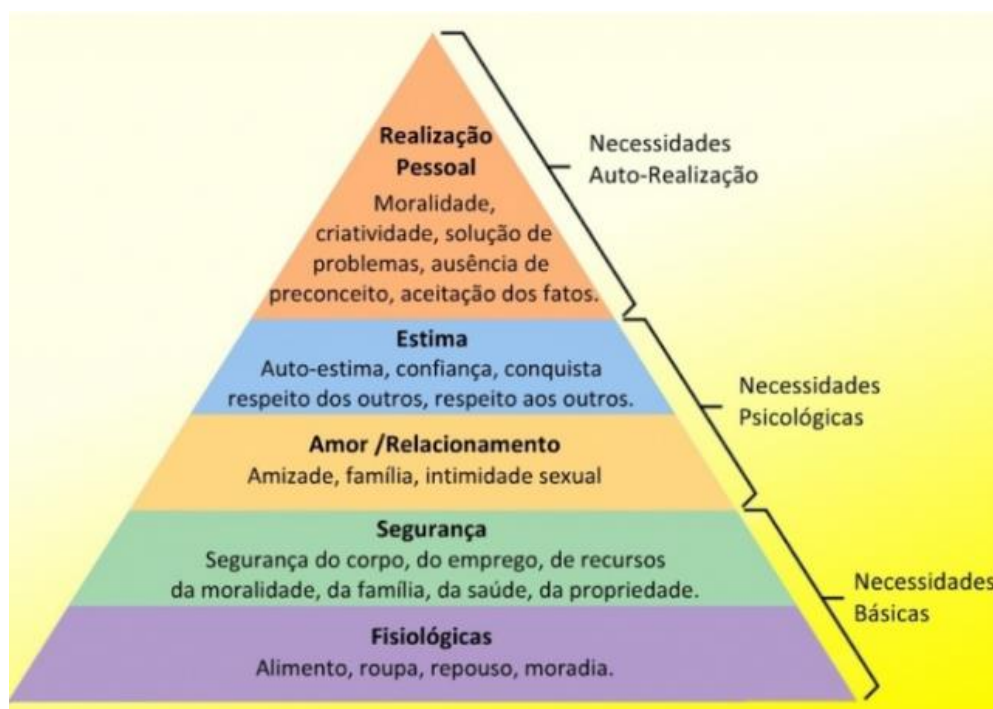 Realização
Pessoal
Moralidade,
criatividade, solução de
problemas, ausência de
preconceito, aceitação dos fatos.
Necessidades
Auto-Realização
Estima
Auto-estima, confiança, conquista
respeito dos outros, respeito aos outros.
Amor /Relacionamento
Amizade, família, intimidade sexual
Necessidades
Psicológicas
Segurança
Segurança do corpo, do emprego, de recursos
da moralidade, da família, da saúde, da propriedade.
Fisiológicas
Alimento, roupa, repouso, moradia.
Necessidades
Básicas